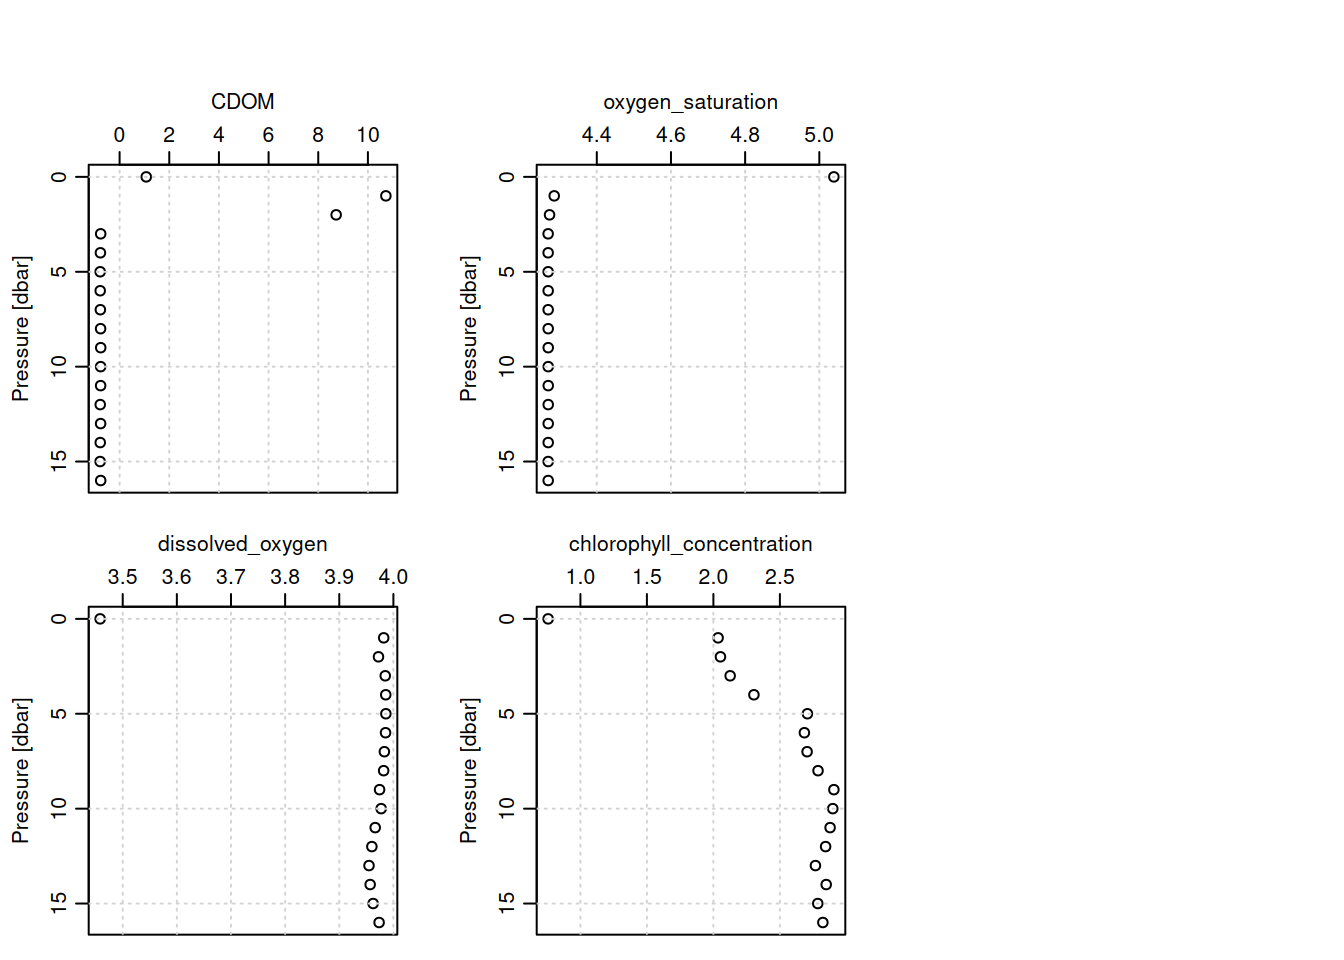 CDOM
0 2 4 6 8 10
Pressure [dbar]
0 5 10 15
oxygen_saturation
4.4 4.6 4.8 5.0
Pressure [dbar]
0 5 10 15
dissolved_oxygen
3.5 3.6 3.7 3.8 3.9 4.0
Pressure [dbar]
0 5 10 15
chlorophyll_concentration
1.0 1.5 2.0 2.5
Pressure [dbar]
0 5 10 15